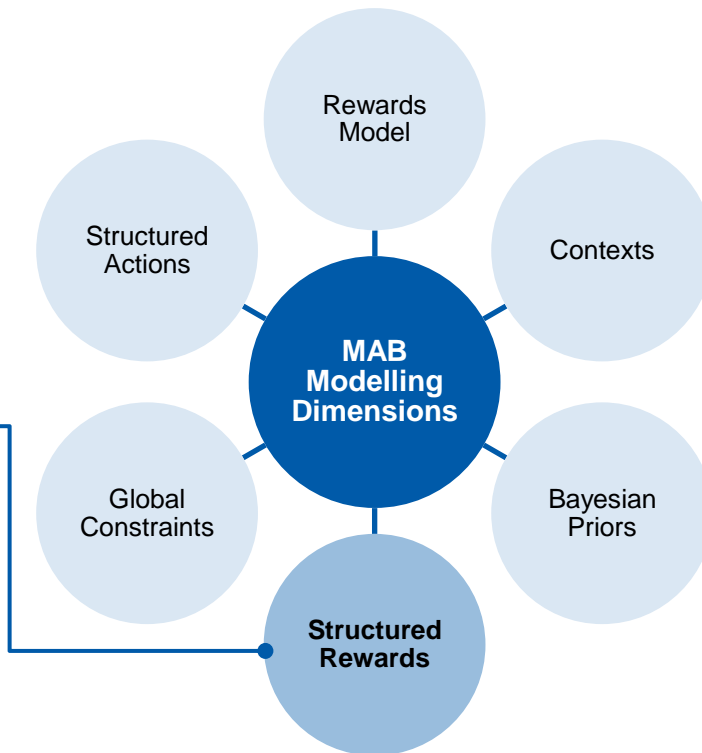 Rewards
Model
Structured
Actions
Contexts
MAB
Modelling
Dimensions
Global
Constraints
Bayesian
Priors
Structured
Rewards